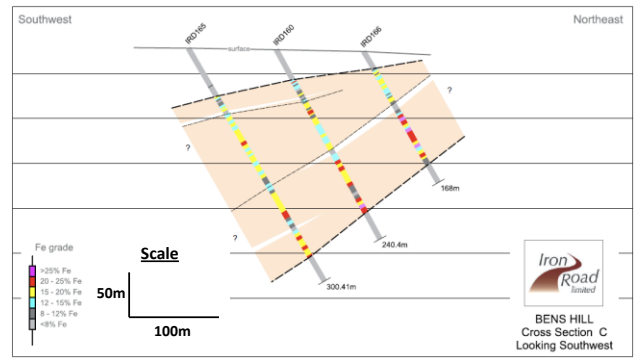 Southwest
Northeast
IRD165
IRD160
IRD166
surface
?
?
?
?
168m
240.4m
300.41m
Fe grade
>25% Fe
20 - 25% Fe
15 - 20% Fe
12 - 15% Fe
8 - 12% Fe
<8% Fe
Scale
50m
100m
Iron
Road
limited
BENS HILL
Cross Section C
Looking Southwest